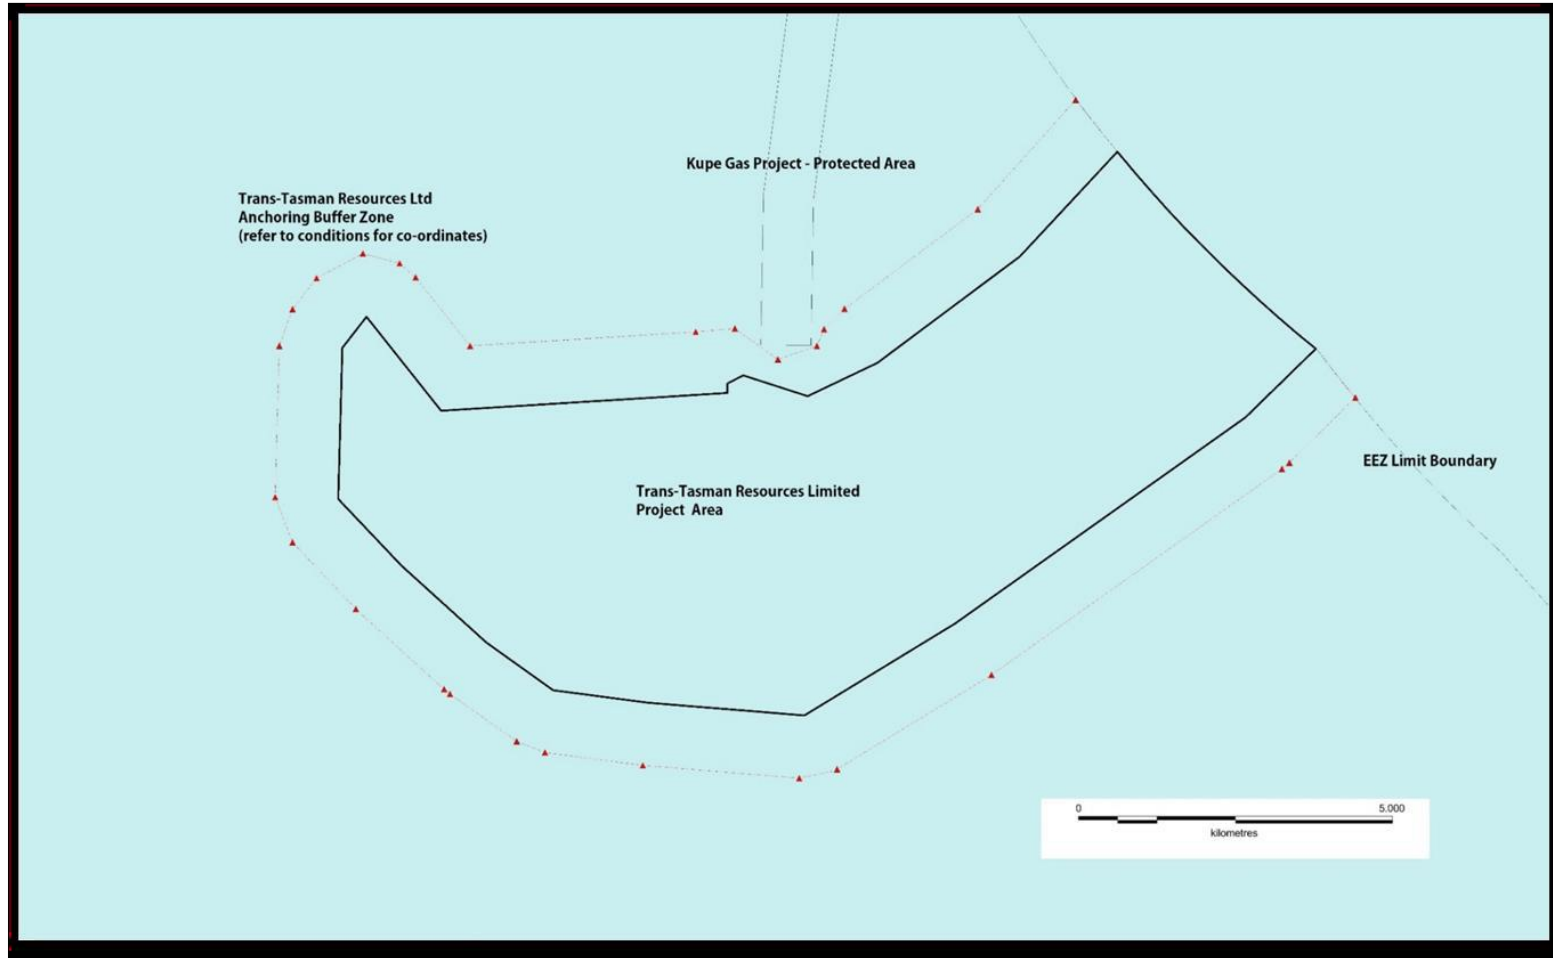 Kupe Gas Project - Protected Area
Trans-Tasman Resources Ltd
Anchoring Buffer Zone
(refer to conditions for co-ordinates)
EEZ Limit Boundary
Trans-Tasman Resources Limited
Project Area
0 5.000
kilometres